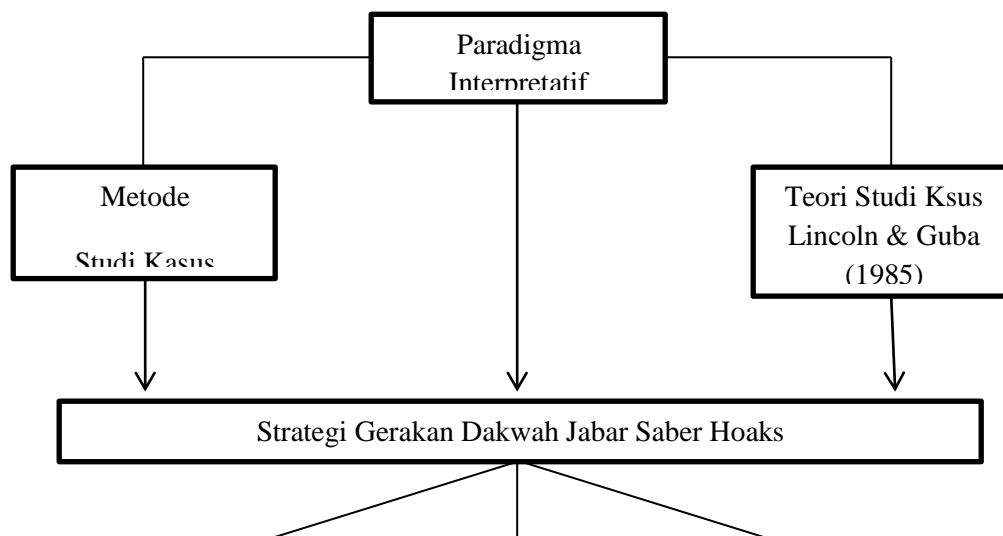 Paradigma
Interpretatif
Metode
Studi Kasus
Teori Studi Ksus
Lincoln & Guba
(1985)
Strategi Gerakan Dakwah Jabar Saber Hoaks